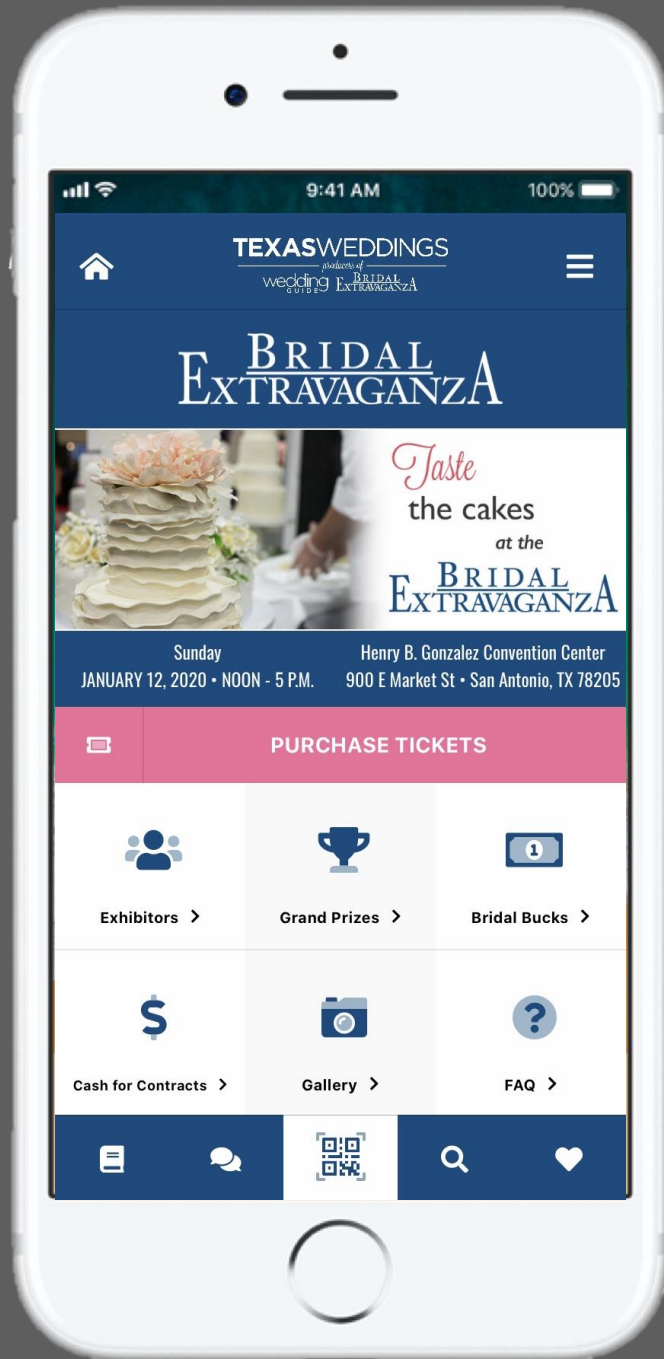 9:41 AM
100%
TEXASWEDDINGS
producers of
wedding GUIDE BRIDAL EXTRAVAGANZA
BRIDAL
EXTRAVAGANZA
Taste
the cakes
at the
BRIDAL
EXTRAVAGANZA
Sunday
JANUARY 12, 2020 • NOON - 5 P.M.
Henry B. Gonzalez Convention Center
900 E Market St • San Antonio, TX 78205
PURCHASE TICKETS
1
Exhibitors >
Grand Prizes >
Bridal Bucks >
$
?
Cash for Contracts >
Gallery >
FAQ >